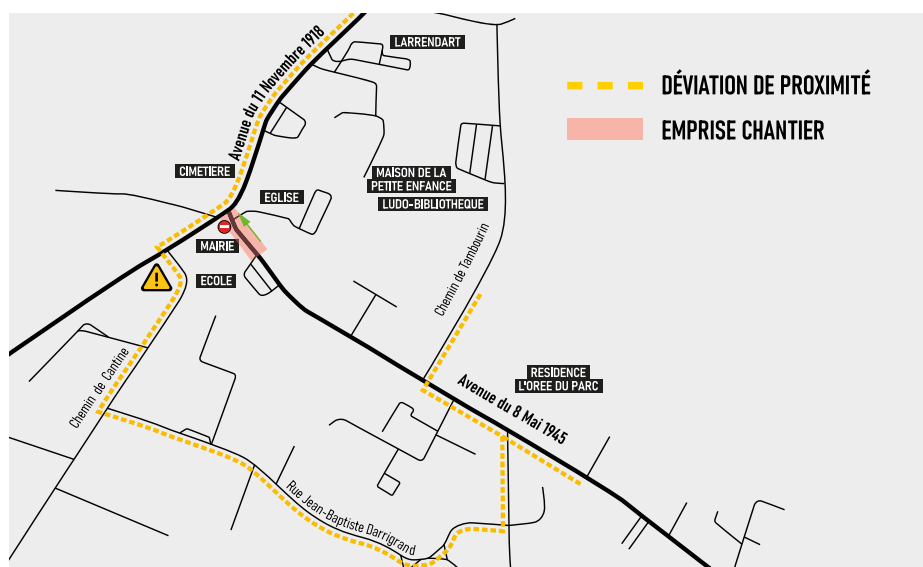 LARRENDART
Avenue du 11 Novembre 1918
DÉVIATION DE PROXIMITÉ
EMPRISE CHANTIER
CIMETIERE
MAISON DE LA
PETITE ENFANCE
LUDO-BIBLIOTHEQUE
EGLISE
MAIRIE
ECOLE
Chemin de Tambourin
RESIDENCE
L'OREE DU PARC
Avenue du 8 Mai 1945
Chemin de Cantine
Rue Jean-Baptiste Darrigrand